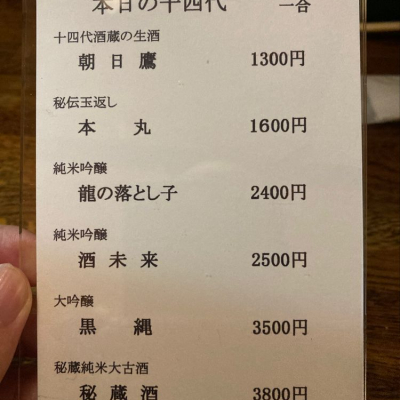 本日の十四代 一合
十四代酒蔵の生酒
朝日鷹 1300円
秘伝玉返し
本丸 1600円
純米吟醸
龍の落とし子 2400円
純米吟醸
酒未来 2500円
大吟醸
黒縄 3500円
秘蔵純米大古酒
秘蔵酒 3800円